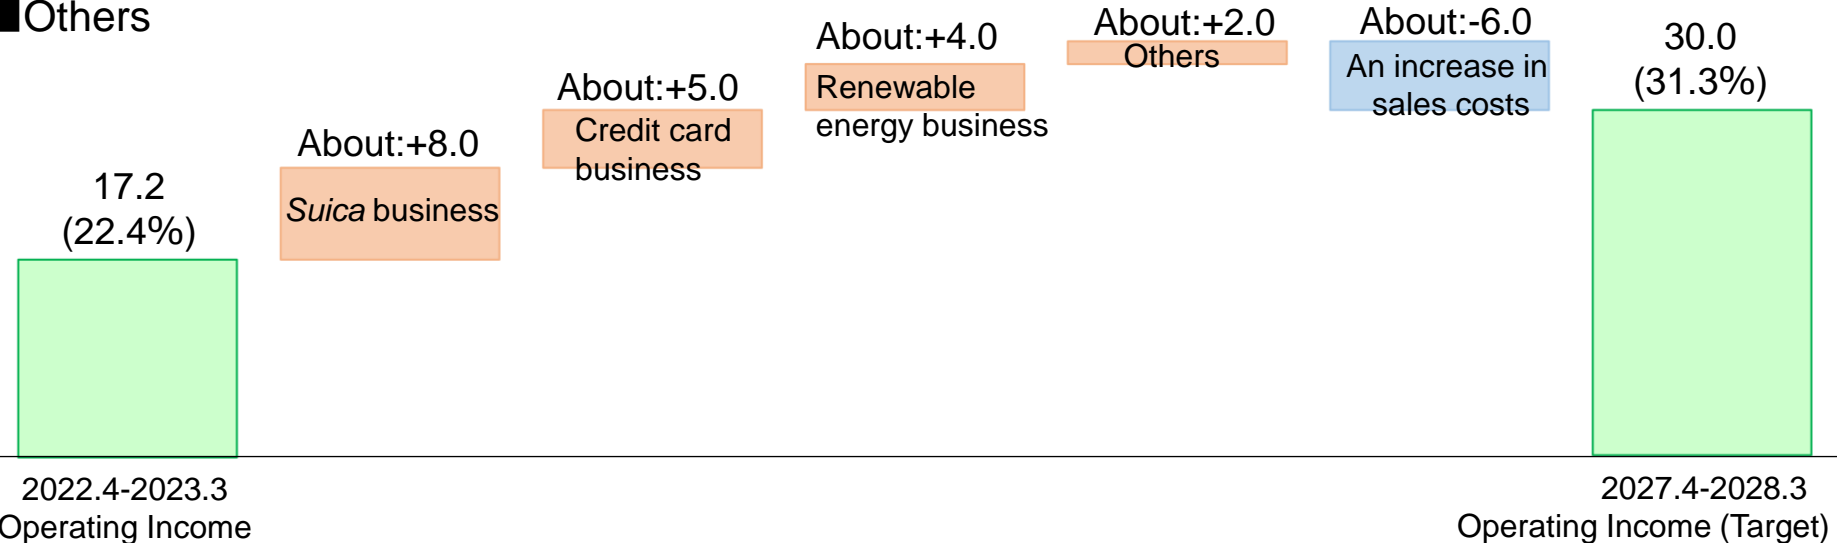 ■Others
17.2
(22.4%)
2022.4-2023.3
Operating Income
About:+8.0
Suica business
About:+5.0
Credit card
business
About:+4.0
Renewable
energy business
About:+2.0
Others
About:-6.0
An increase in
sales costs
30.0
(31.3%)
2027.4-2028.3
Operating Income (Target)